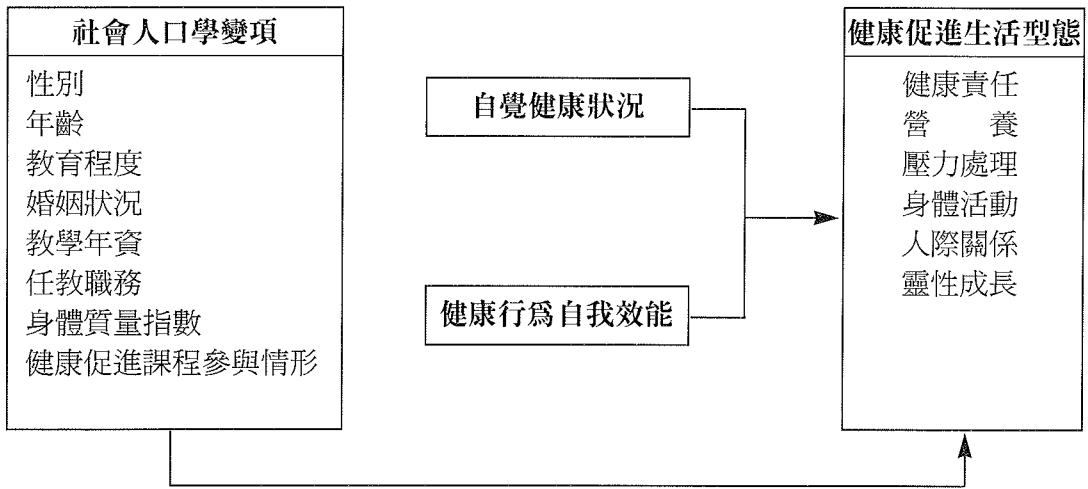 社會人口學變項
性別
年齡
教育程度
婚姻狀況
教學年資
任教職務
身體質量指數
健康促進課程參與情形
自覺健康狀況
健康行爲自我效能
健康促進生活型態
健康責任
營　　養
壓力處理
身體活動
人際關係
靈性成長